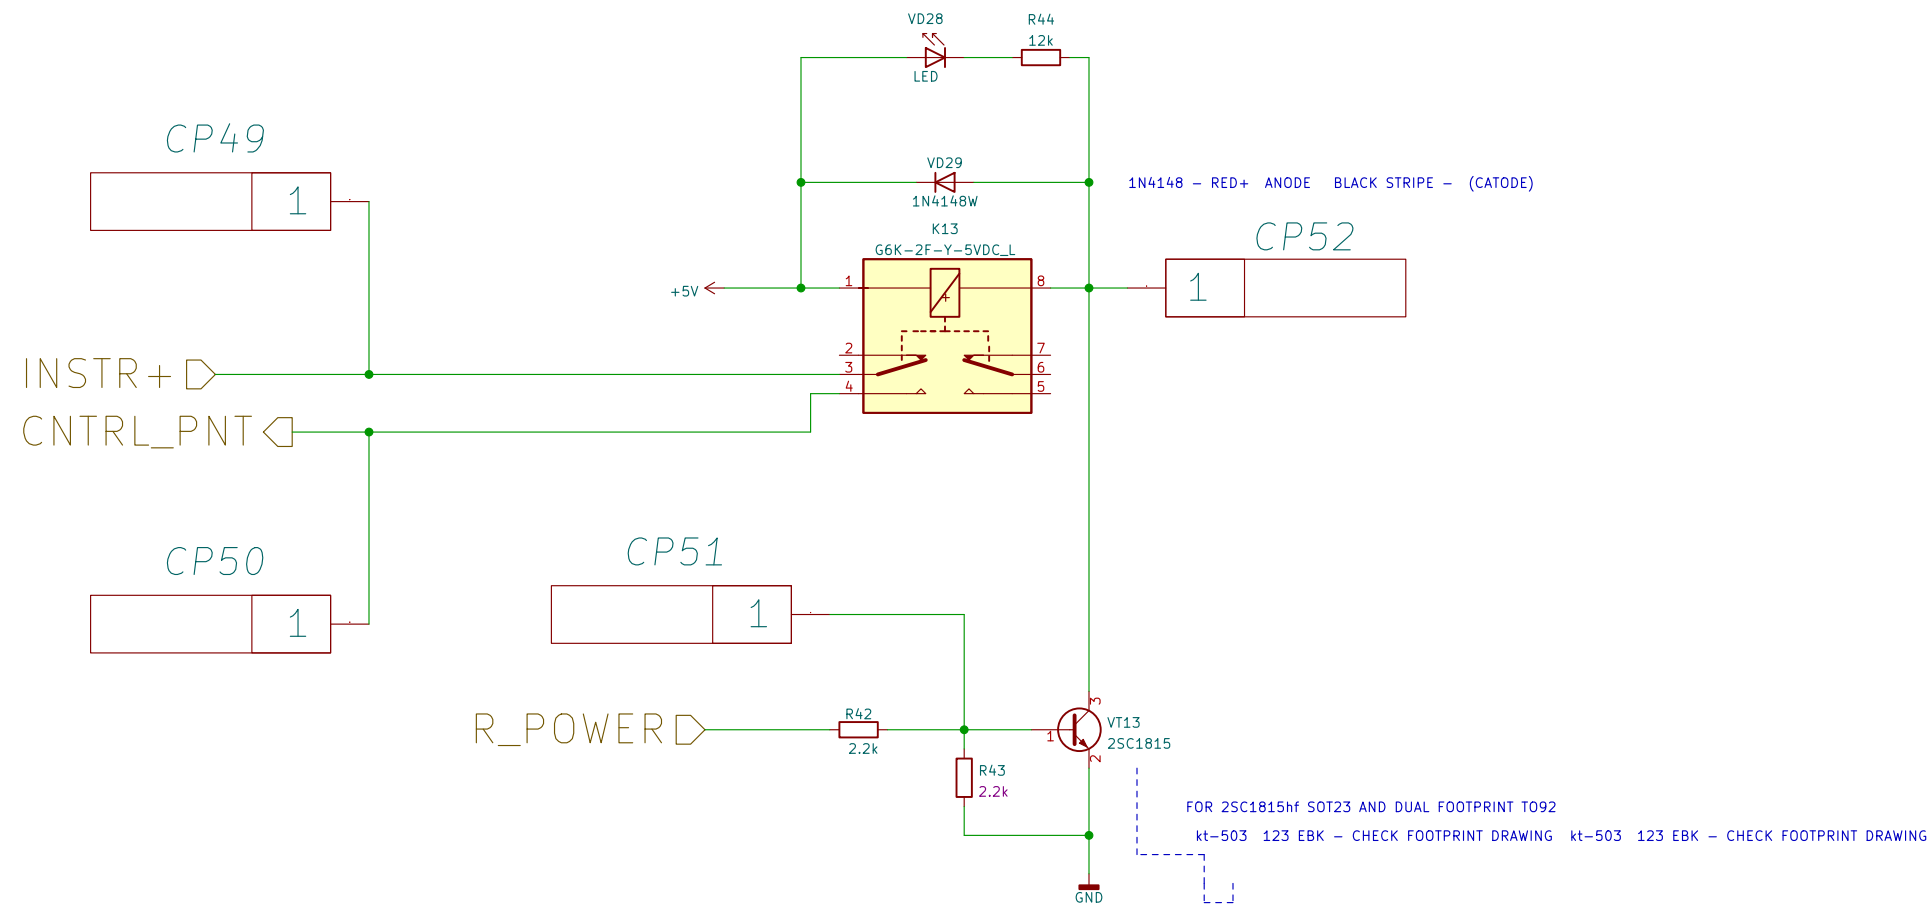 VD28
LED
R44
12k
CP49
1
VD29
1N4148W
1N4148 - RED+ ANODE BLACK STRIPE - (CATODE)
K13
G6K-2F-Y-5VDC_L
CP52
1
+5V
1
8
+
2
7
3
6
4
5
INSTR+
CNTRL_PNT
CP50
1
CP51
1
R_POWER
R42
2.2k
R43
2.2k
3
1
2
VT13
2SC1815
FOR 2SC1815hf SOT23 AND DUAL FOOTPRINT TO92
kt-503 123 EBK - CHECK FOOTPRINT DRAWING kt-503 123 EBK - CHECK FOOTPRINT DRAWING
GND